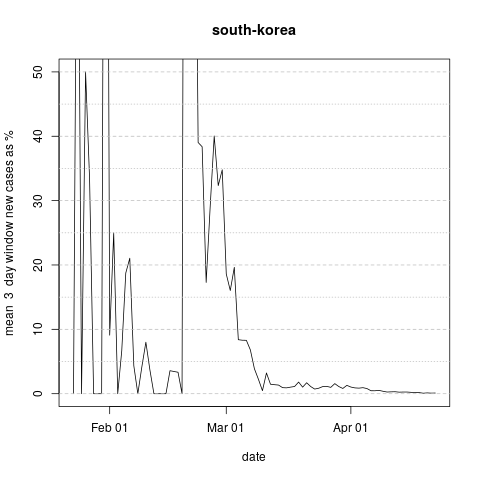 south-korea
mean 3 day window new cases as %
50
40
30
20
10
0
Feb 01
Mar 01
Apr 01
date